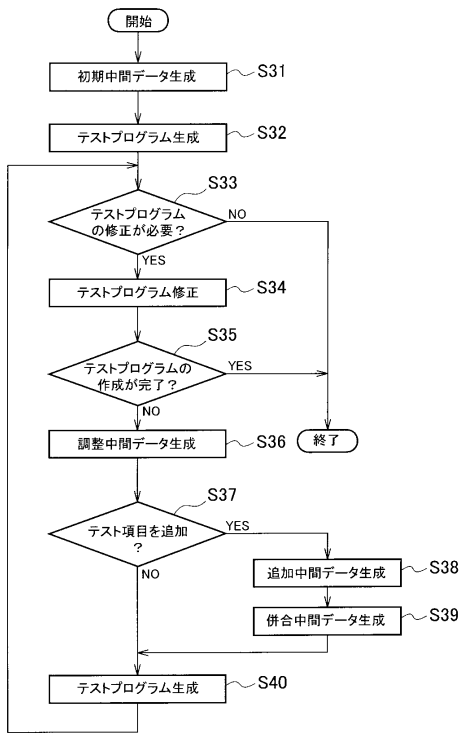 開始
初期中間データ生成
S31
テストプログラム生成
S32
S33
テストプログラム
の修正が必要？
NO
YES
テストプログラム修正
S34
S35
テストプログラムの
作成が完了？
YES
NO
調整中間データ生成
S36
終了
S37
テスト項目を追加
？
YES
NO
追加中間データ生成
S38
併合中間データ生成
S39
テストプログラム生成
S40